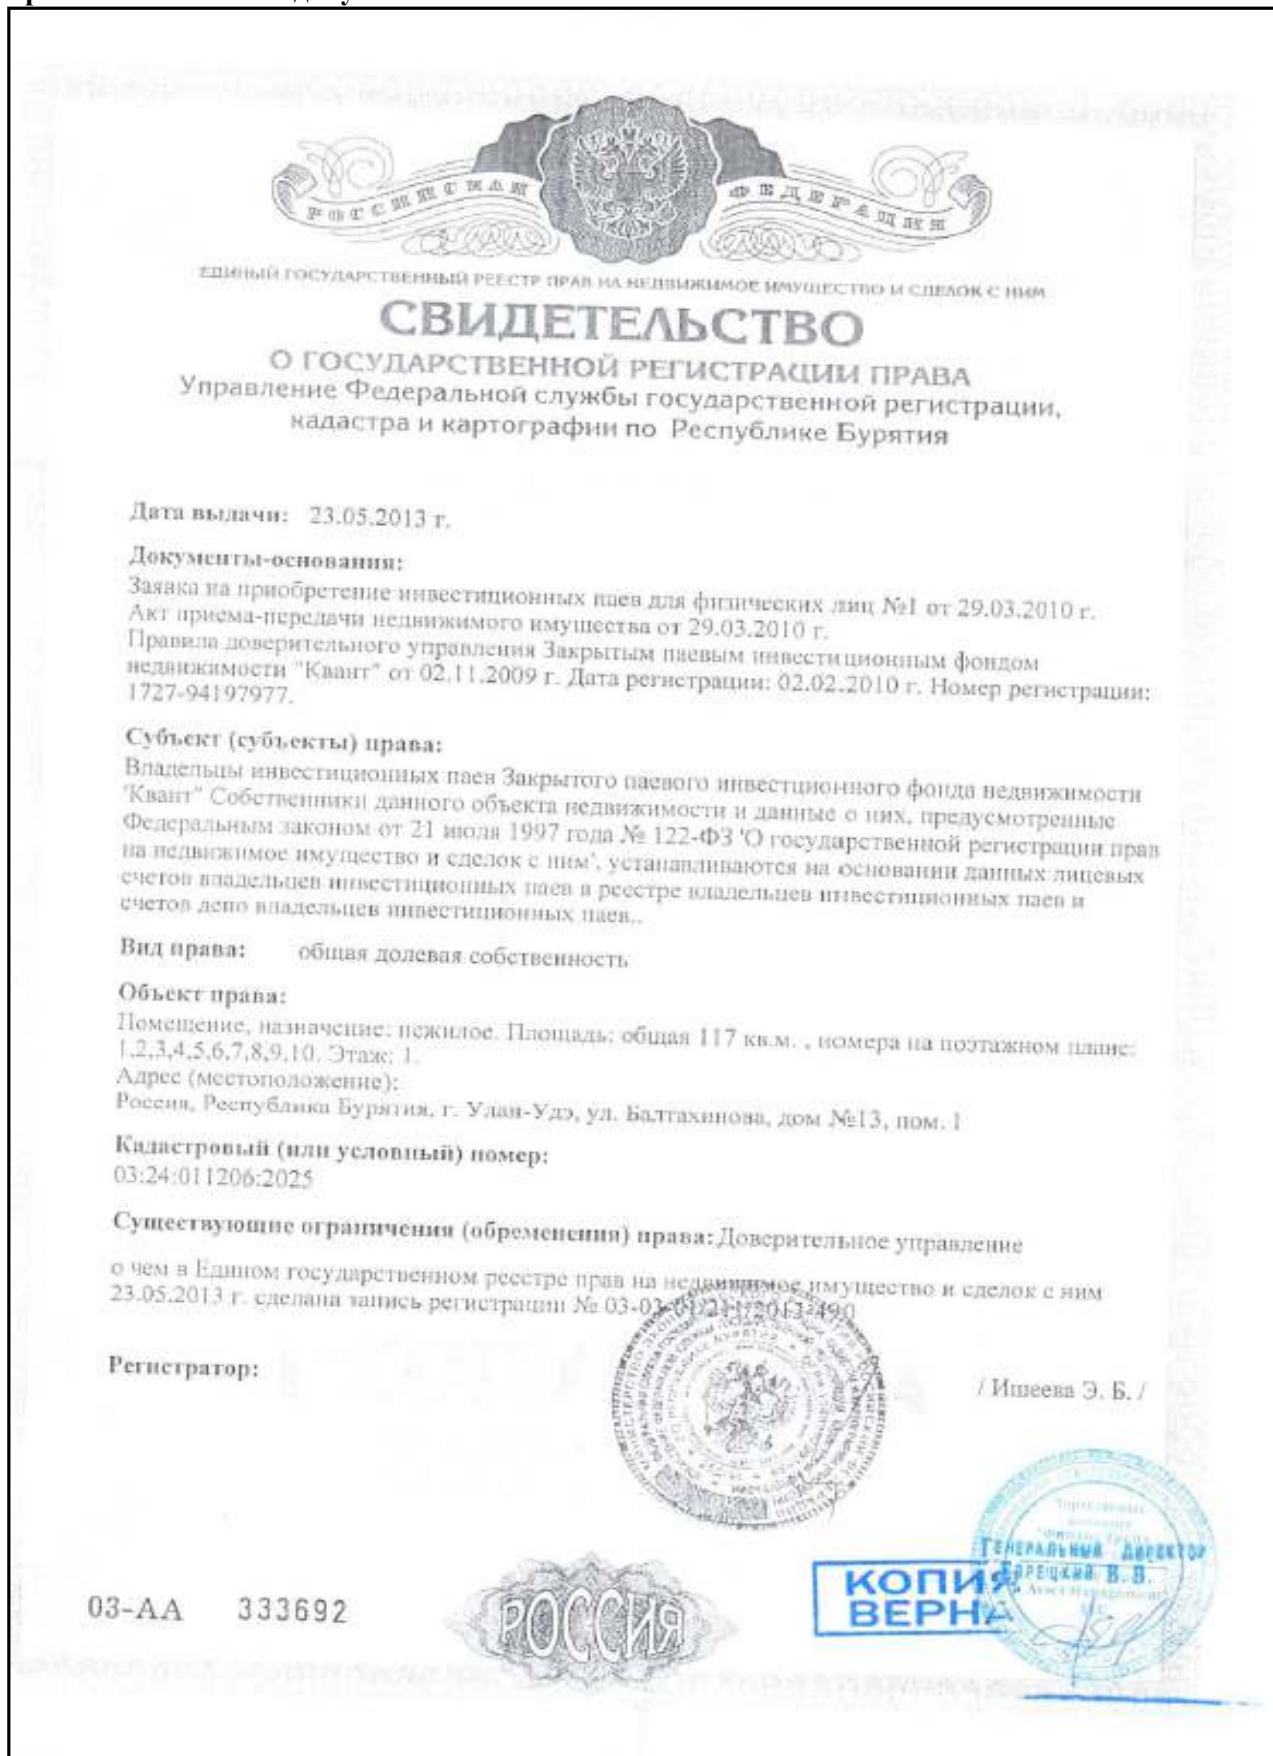 РОССИЙСКАЯ ФЕДЕРАЦИЯ
ЕДИНЫЙ ГОСУДАРСТВЕННЫЙ РЕЕСТР ПРАВ НА НЕДВИЖИМОЕ ИМУЩЕСТВО И СДЕЛОК С НИМ
СВИДЕТЕЛЬСТВО
О ГОСУДАРСТВЕННОЙ РЕГИСТРАЦИИ ПРАВА
Управление Федеральной службы государственной регистрации,
кадастра и картографии по Республике Бурятия
Дата выдачи: 23.05.2013 г.
Документы-основания:
Заявка на приобретение инвестиционных паев для физических лиц №1 от 29.03.2010 г.
Акт приема-передачи недвижимого имущества от 29.03.2010 г.
Правила доверительного управления Закрытым паевым инвестиционным фондом
недвижимости "Квант" от 02.11.2009 г. Дата регистрации: 02.02.2010 г. Номер регистрации:
1727-94197977.
Субъект (субъекты) права:
Владельцы инвестиционных паев Закрытого паевого инвестционного фонда недвижимости
"Квант" Собственники данного объекта недвижимости и данные о них, предусмотренные
Федеральным законом от 21 июля 1997 года № 122-ФЗ 'О государственной регистрации прав
на недвижимое имущество и сделок с ним', устанавливаются на основании данных лицевых
счетов владельцев инвестиционных паев в реестре владельцев инвестиционных паев и
счетов депо владельцев инвестиционных паев..
Вид права: общая долевая собственность
Объект права:
Помещение, назначение: нежилое. Площадь: общая 117 кв.м. , номера на поэтажном плане:
1,2,3,4,5,6,7,8,9,10. Этаж: 1.
Адрес (местоположение):
Россия, Республика Бурятия, г. Улан-Удэ, ул. Балтахинова, дом №13, пом. 1
Кадастровый (или условный) номер:
03:24:011206:2025
Существующие ограничения (обременения) права: Доверительное управление
о чем в Едином государственном реестре прав на недвижимое имущество и сделок с ним
23.05.2013 г. сделана запись регистрации № 03-03-01/211/2013-490
Регистратор:
/ Ишеева Э. Б. /
ГЕНЕРАЛЬНЫЙ ДИРЕКТОР
ГОРЕЦКИЙ В.В.
КОПИЯ
ВЕРНА
03-АА 333692
РОССИЯ